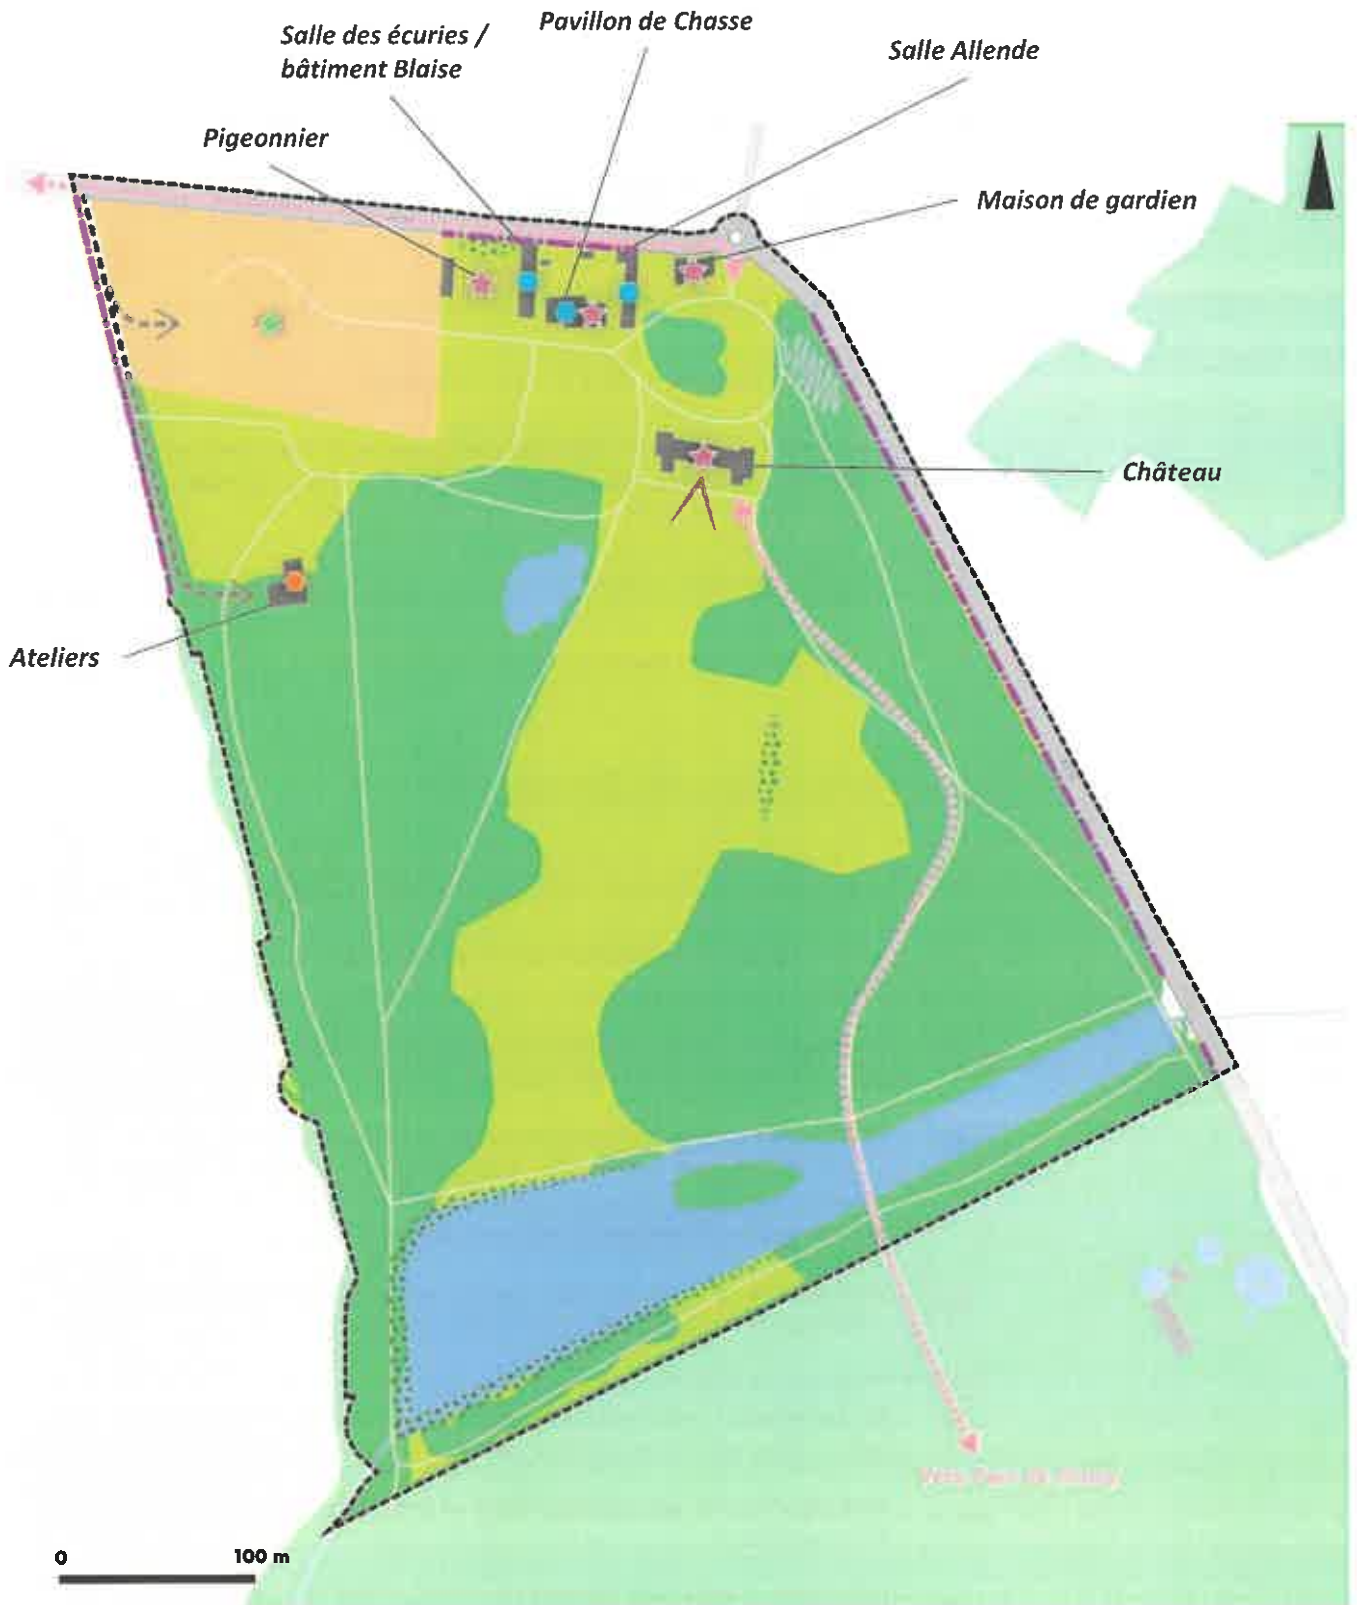 Pavillon de Chasse
Salle des écuries /
bâtiment Blaise
Salle Allende
Pigeonnier
Maison de gardien
Château
Ateliers
0
100 m